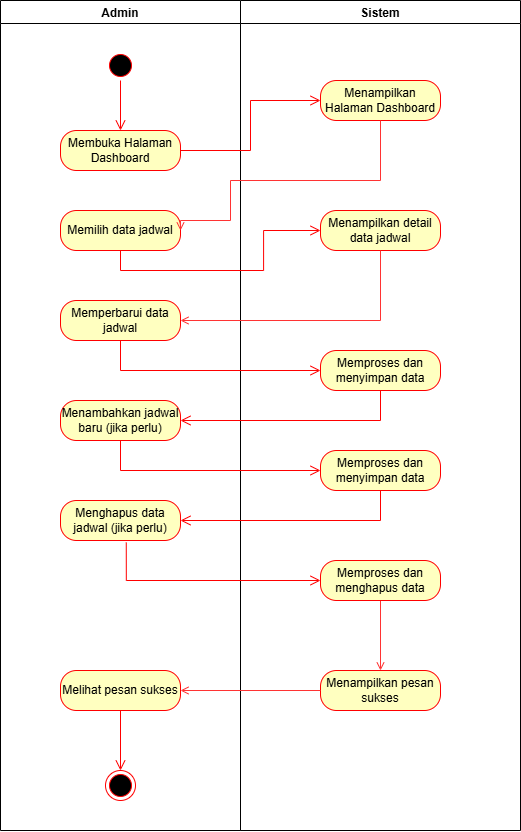 Admin
Sistem
Menampilkan
Halaman Dashboard
Membuka Halaman
Dashboard
Memilih data jadwal
Menampilkan detail
data jadwal
Memperbarui data
jadwal
Memproses dan
menyimpan data
Menambahkan jadwal
baru (jika perlu)
Memproses dan
menyimpan data
Menghapus data
jadwal (jika perlu)
Memproses dan
menghapus data
Melihat pesan sukses
Menampilkan pesan
sukses